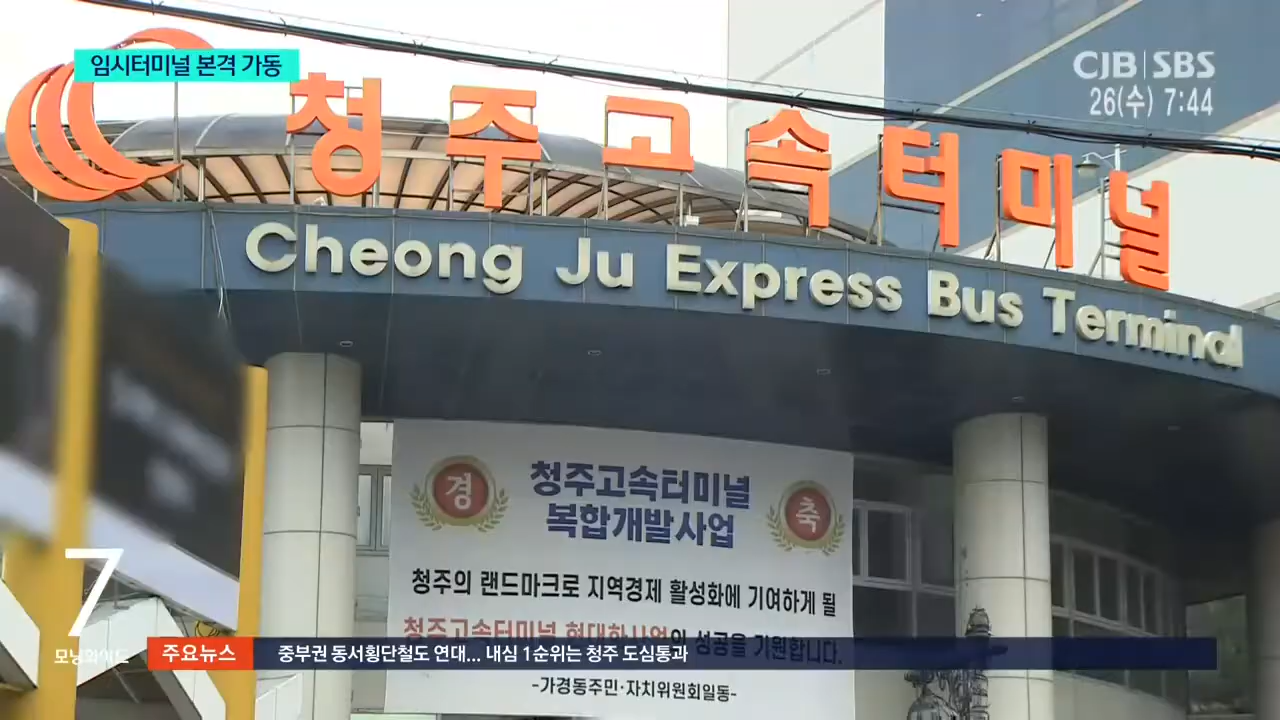 임시터미널 본격 가동
CJB SBS
26(수) 7:44
청주고속터미널
Cheong Ju Express Bus Terminal
경
축
청주고속터미널
복합개발사업
청주의 랜드마크로 지역경제 활성화에 기여하게 될
청주고속터미널 현대화사업의 성공을 기원합니다.
-가경동주민·자치위원회일동-
7
모닝와이드
주요뉴스
중부권 동서횡단철도 연대... 내심 1순위는 청주 도심통과